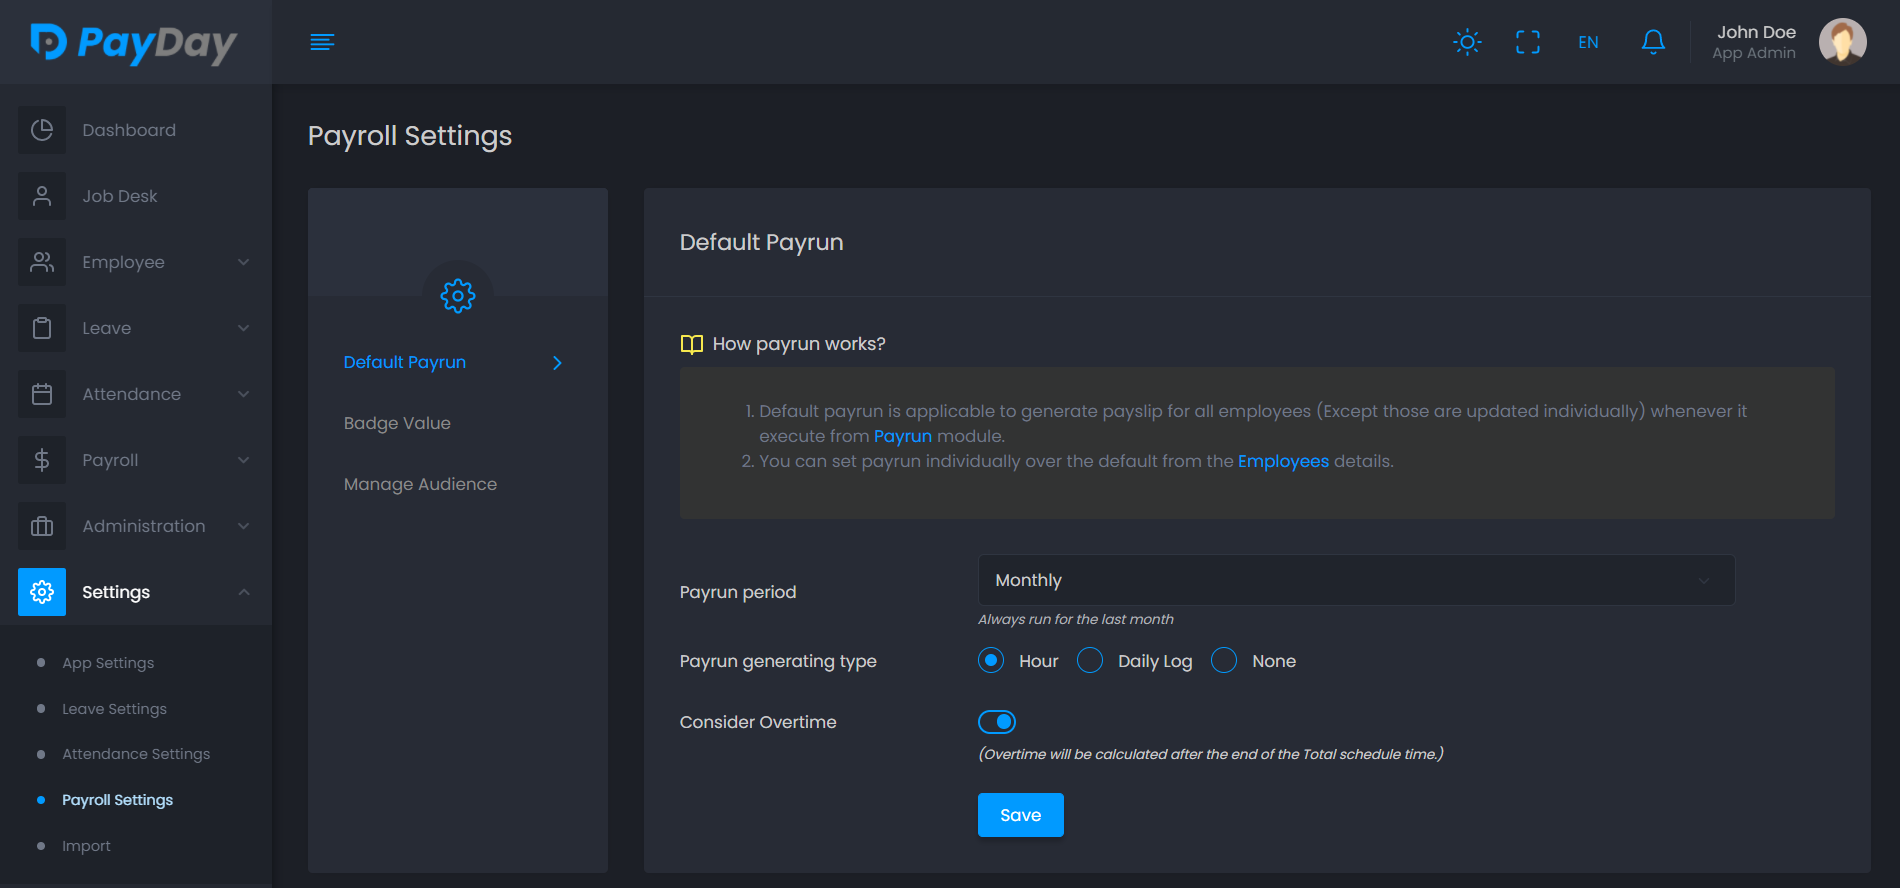 PayDay
EN
John Doe
App Admin
Dashboard
Job Desk
Employee
Leave
Attendance
Payroll
Administration
Settings
App Settings
Leave Settings
Attendance Settings
Payroll Settings
Import
Payroll Settings
Default Payrun
Badge Value
Manage Audience
Default Payrun
How payrun works?
1. Default payrun is applicable to generate payslip for all employees (Except those are updated individually) whenever it
execute from Payrun module.
2. You can set payrun individually over the default from the Employees details.
Payrun period
Monthly
Always run for the last month
Payrun generating type
Hour
Daily Log
None
Consider Overtime
(Overtime will be calculated after the end of the Total schedule time.)
Save